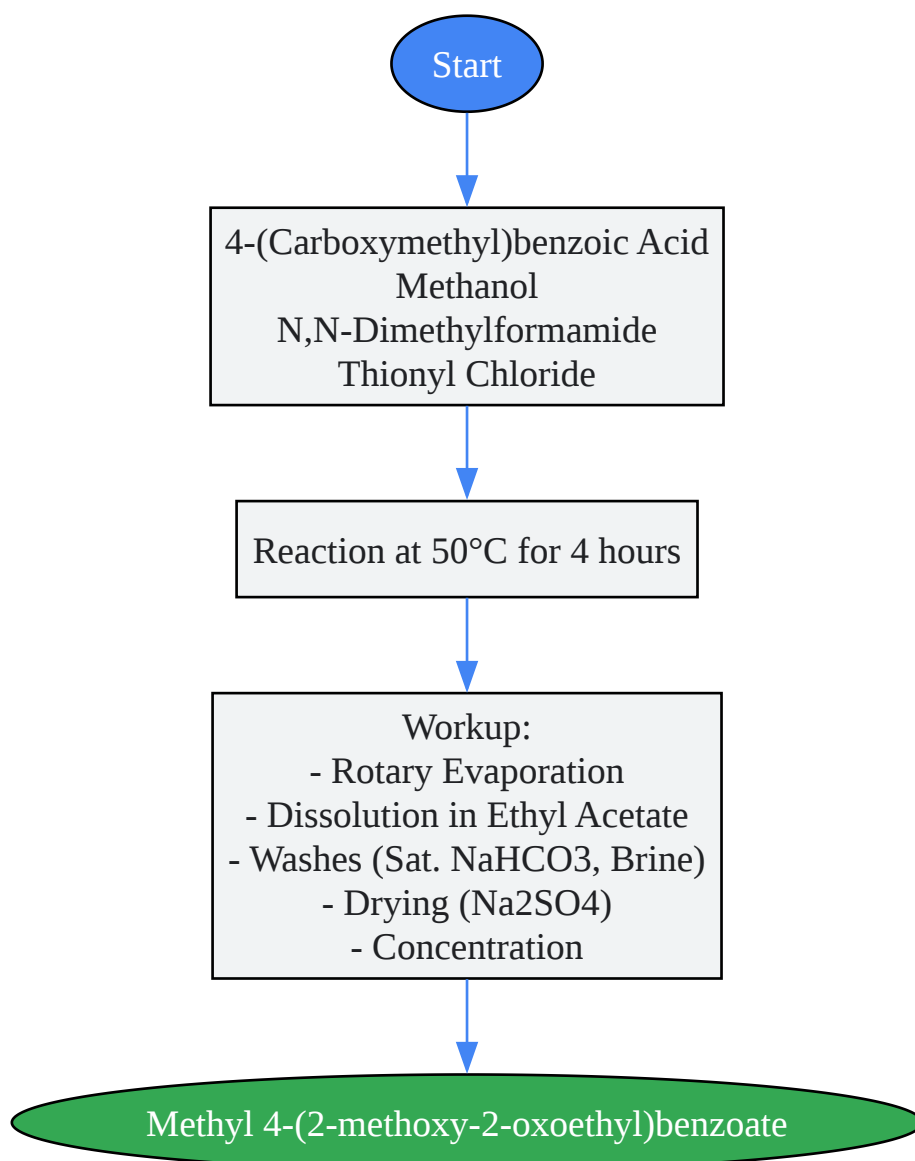 Start
4-(Carboxymethyl)benzoic Acid
Methanol
N,N-Dimethylformamide
Thionyl Chloride
Reaction at 50°C for 4 hours
Workup:
- Rotary Evaporation
- Dissolution in Ethyl Acetate
- Washes (Sat. NaHCO3, Brine)
- Drying (Na2SO4)
- Concentration
Methyl 4-(2-methoxy-2-oxoethyl)benzoate